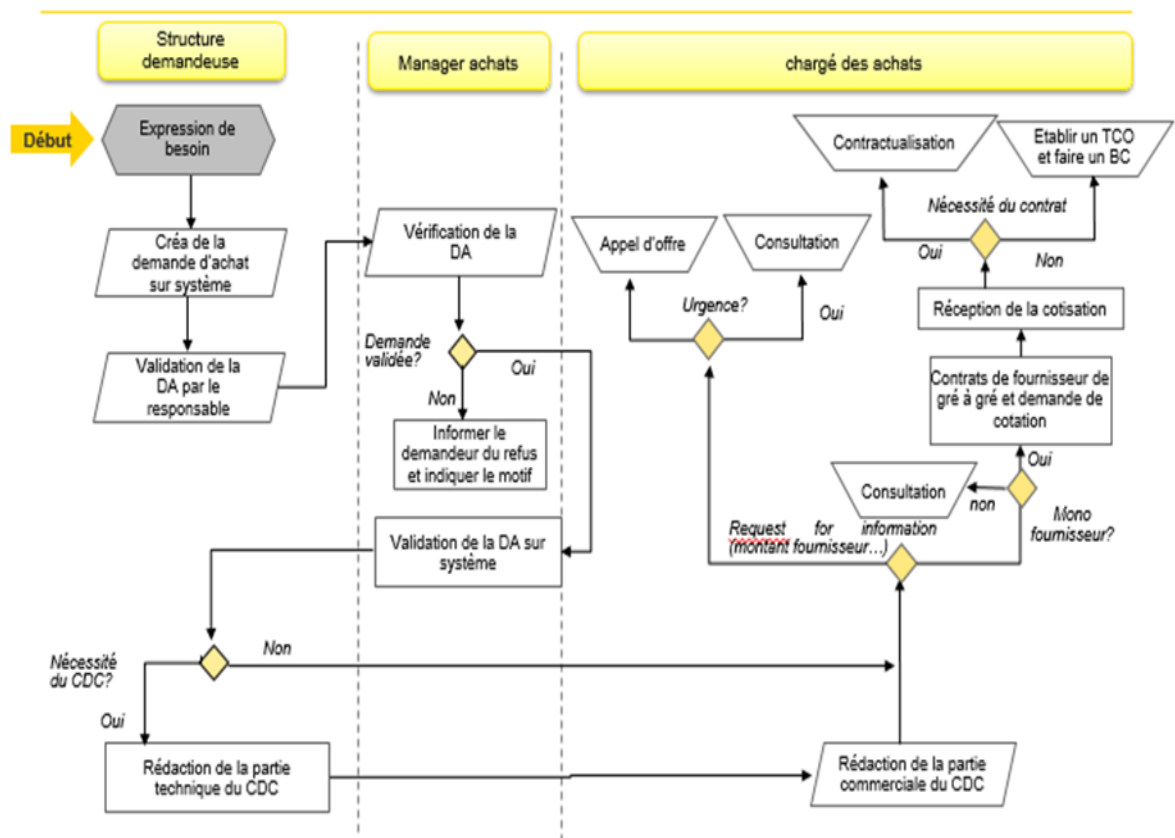 Structure
demandeuse
Manager achats
chargé des achats
Début
Expression de
besoin
Créa de la
demande d'achat
sur système
Validation de la
DA par le
responsable
Vérification de la
DA
Demande
validée?
Oui
Non
Informer le
demandeur du refus
et indiquer le motif
Validation de la DA sur
système
Nécessité
du CDC?
Non
Oui
Rédaction de la partie
technique du CDC
Rédaction de la partie
commerciale du CDC
Request for information
(montant fournisseur...)
Urgence?
Oui
Appel d'offre
Consultation
Mono
fournisseur?
non
Consultation
Oui
Contrats de fournisseur de
gré à gré et demande de
cotation
Réception de la cotisation
Nécessité du contrat
Oui
Non
Contractualisation
Etablir un TCO
et faire un BC